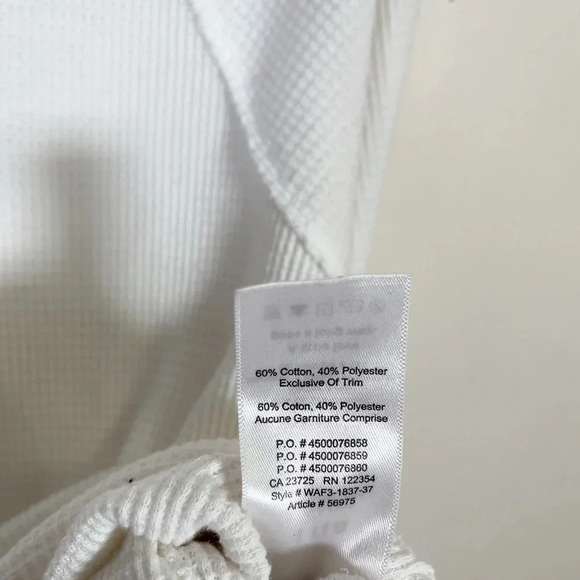 60% Cotton, 40% Polyester
Exclusive Of Trim
60% Coton, 40% Polyester
Aucune Garniture Comprise
P.O. # 4500076858
P.O. # 4500076859
P.O. # 4500076860
CA 23725 RN 122354
Style # WAF3-1837-37
Article # 56975